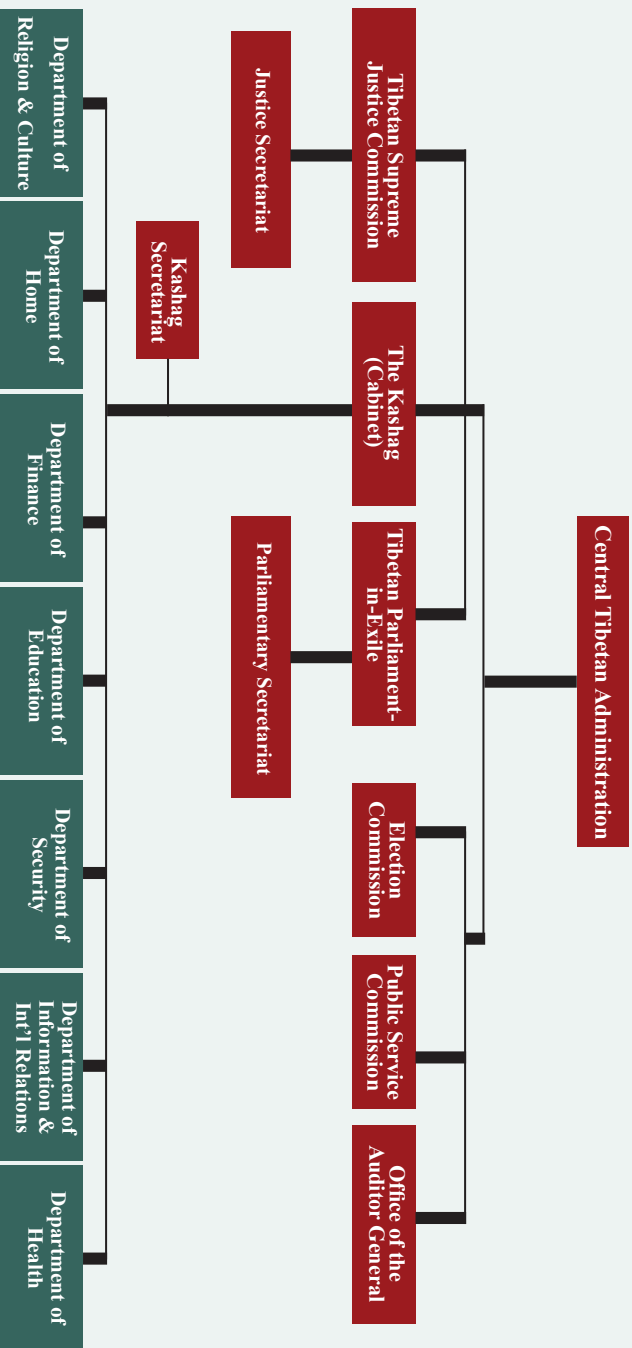 Central Tibetan Administration
Tibetan Supreme
Justice Commission
The Kashag
(Cabinet)
Tibetan Parliament-
in-Exile
Election
Commission
Public Service
Commission
Office of the
Auditor General
Justice Secretariat
Parliamentary Secretariat
Kashag
Secretariat
Department of
Religion & Culture
Department of
Home
Department of
Finance
Department of
Education
Department of
Security
Department of
Information &
Int'l Relations
Department of
Health